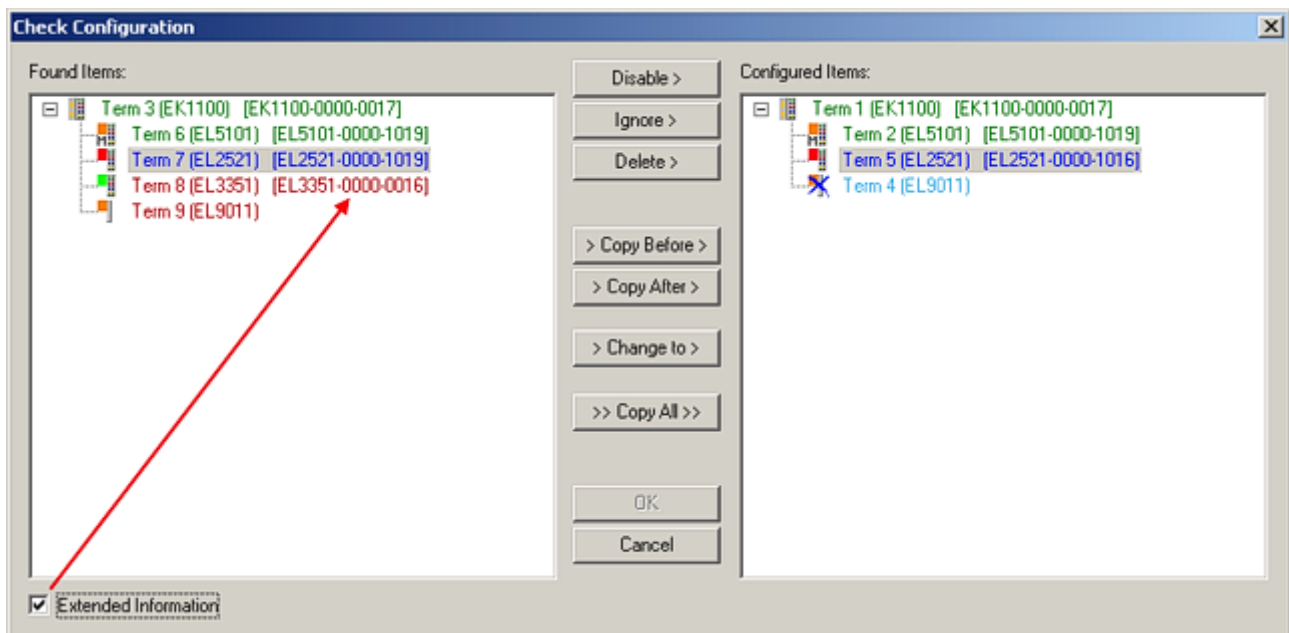 Check Configuration
Found Items:
Term 3 (EK1100) [EK1100-0000-0017]
Term 6 (EL5101) [EL5101-0000-1019]
Term 7 (EL2521) [EL2521-0000-1019]
Term 8 (EL3351) [EL3351-0000-0016]
Term 9 (EL9011)
Disable >
Ignore >
Delete >
> Copy Before >
> Copy After >
> Change to >
>> Copy All >>
OK
Cancel
Configured Items:
Term 1 (EK1100) [EK1100-0000-0017]
Term 2 (EL5101) [EL5101-0000-1019]
Term 5 (EL2521) [EL2521-0000-1016]
Term 4 (EL9011)
Extended Information